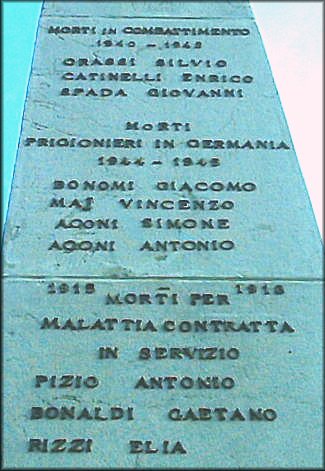 MORTI IN COMBATTIMENTO
1940 - 1945
GRASSI SILVIO
CATINELLI ENRICO
SPADA GIOVANNI
MORTI
PRIGIONIERI IN GERMANIA
1944 - 1945
BONOMI GIACOMO
MAJ VINCENZO
AGONI SIMONE
AGONI ANTONIO
1915 - 1918
MORTI PER
MALATTIA CONTRATTA
IN SERVIZIO
PIZIO ANTONIO
BONALDI GAETANO
RIZZI ELIA